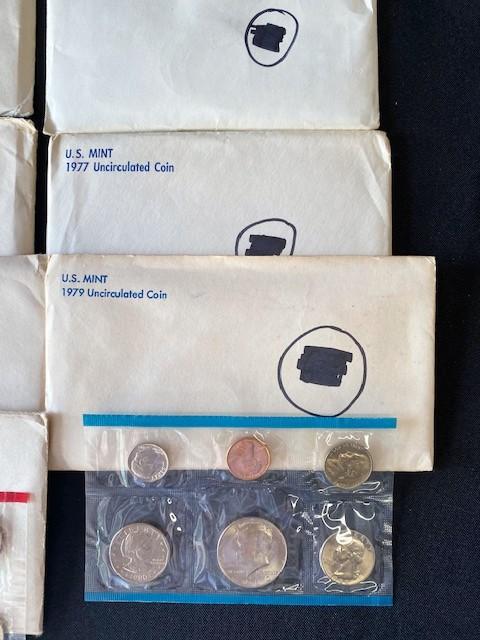 U.S. MINT
1977 Uncirculated Coin
U.S. MINT
1979 Uncirculated Coin